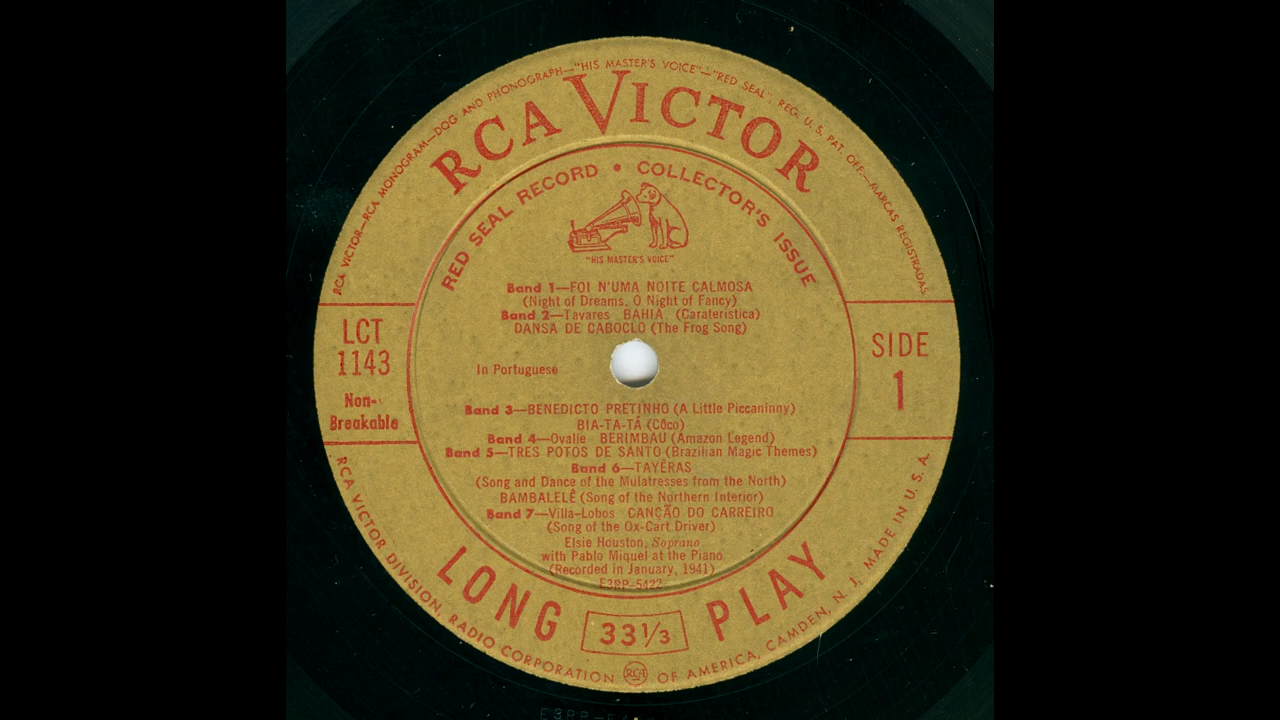 RCA VICTOR—RCA MONOGRAM—DOG AND PHONOGRAPH—"HIS MASTER'S VOICE"—"RED SEAL", REG. U. S. PAT. OFF.—MARCAS REGISTRADAS
RCA VICTOR
RED SEAL RECORD • COLLECTOR'S ISSUE
"HIS MASTER'S VOICE"
Band 1—FOI N'UMA NOITE CALMOSA
(Night of Dreams, O Night of Fancy)
Band 2—Tavares BAHIA (Carateristica)
DANSA DE CABOCLO (The Frog Song)
LCT
1143
Non-
Breakable
SIDE
1
In Portuguese
Band 3—BENEDICTO PRETINHO (A Little Piccaninny)
BIA-TA-TÁ (Côco)
Band 4—Ovalle BERIMBAU (Amazon Legend)
Band 5—TRES POTOS DE SANTO (Brazilian Magic Themes)
Band 6—TAYÊRAS
(Song and Dance of the Mulatresses from the North)
BAMBALELÊ (Song of the Northern Interior)
Band 7—Villa-Lobos CANÇÃO DO CARREIRO
(Song of the Ox-Cart Driver)
Elsie Houston, Soprano
with Pablo Miquel at the Piano
(Recorded in January, 1941)
E3RP-5422
LONG 33⅓ PLAY
RCA VICTOR DIVISION, RADIO CORPORATION RCA OF AMERICA, CAMDEN, N. J. MADE IN U. S. A.